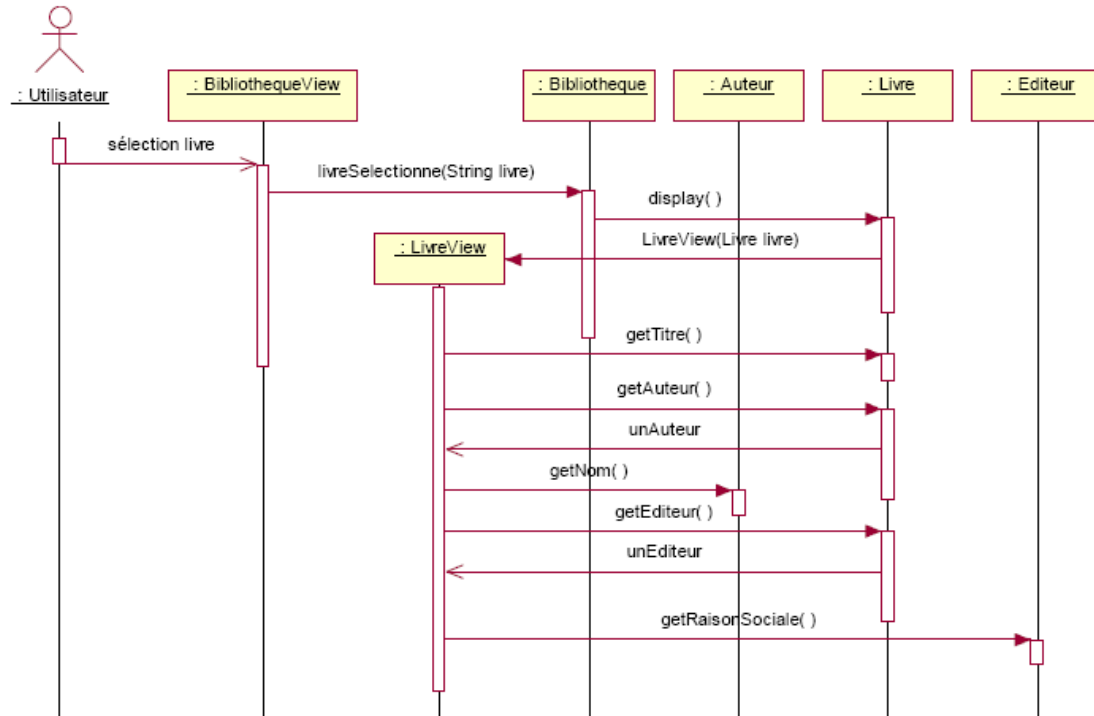 : Utilisateur
: BibliothequeView
: Bibliotheque
: Auteur
: Livre
: Editeur
sélection livre
livreSelectionne(String livre)
display( )
LivreView(Livre livre)
: LivreView
getTitre( )
getAuteur( )
unAuteur
getNom( )
getEditeur( )
unEditeur
getRaisonSociale( )